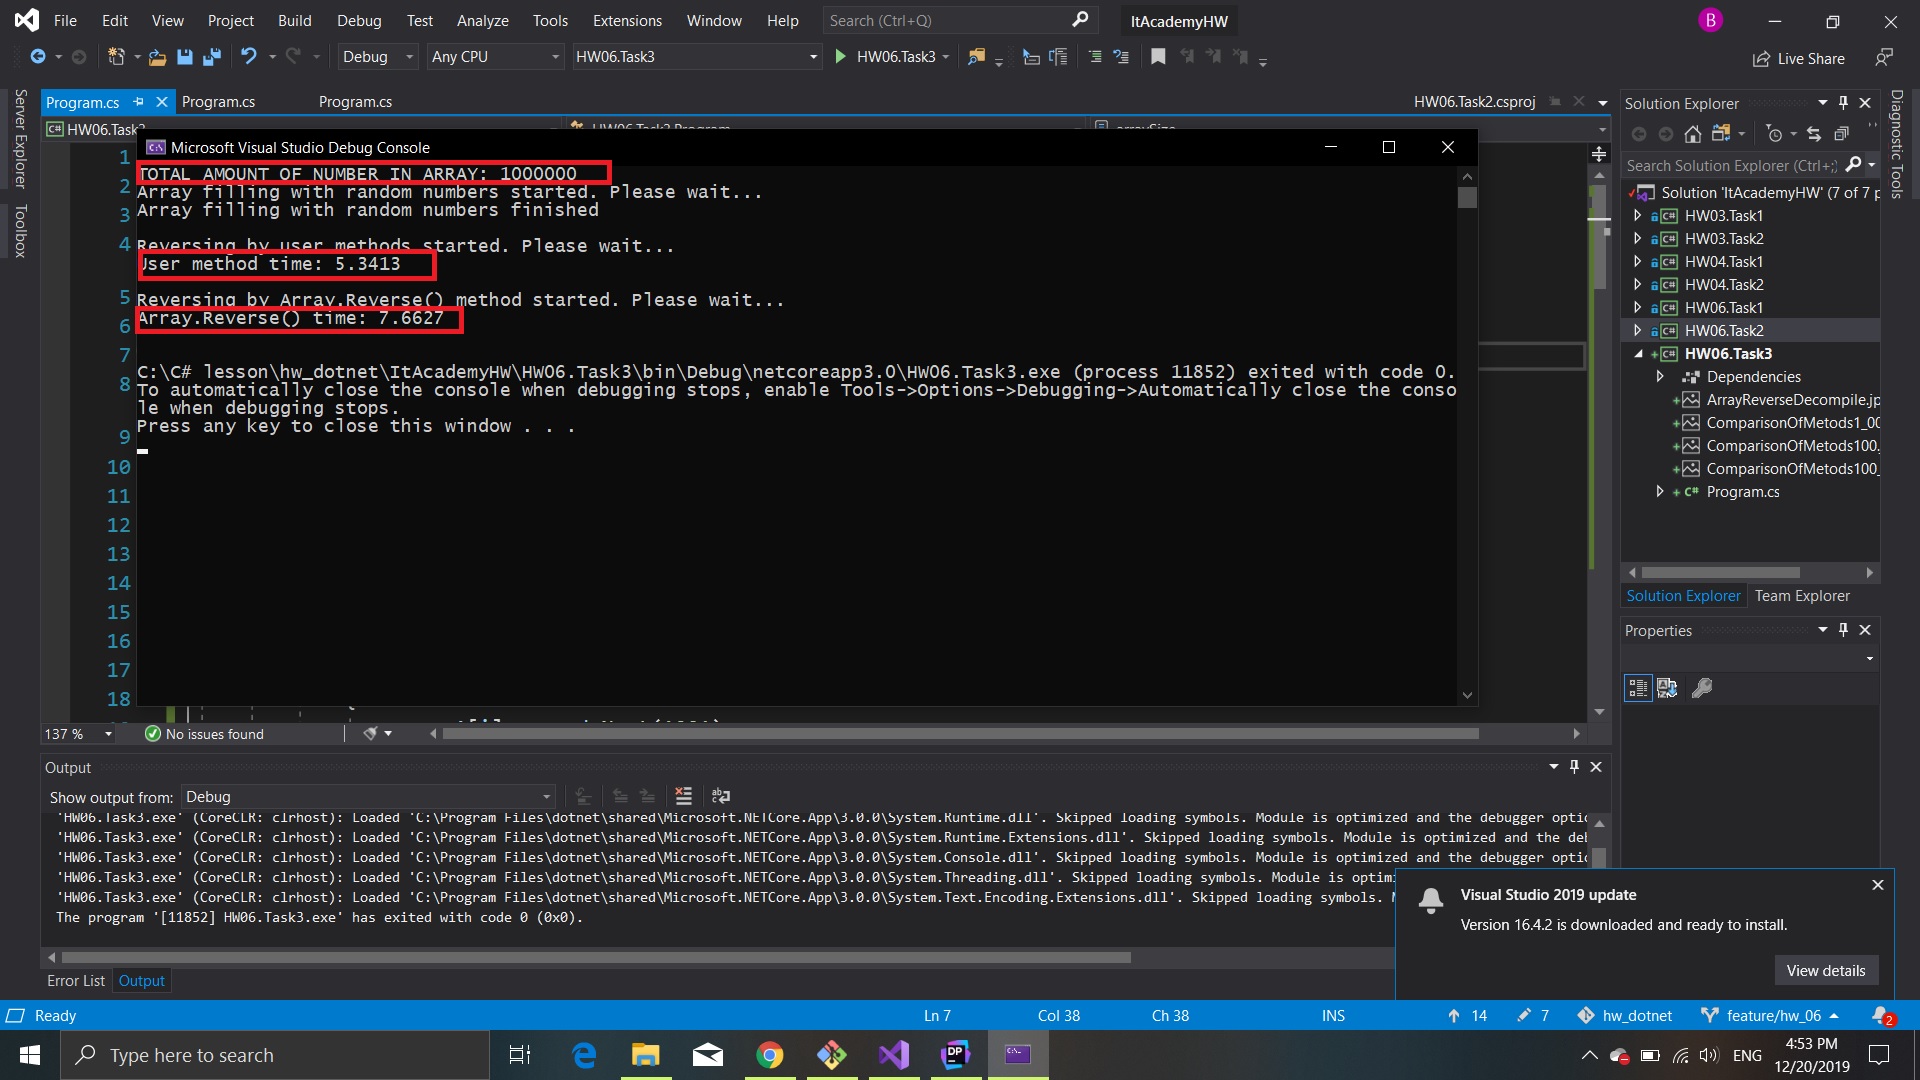 File Edit View Project Build Debug Test Analyze Tools Extensions Window Help Search (Ctrl+Q) ItAcademyHW B
Debug Any CPU HW06.Task3 HW06.Task3 Live Share
Server Explorer
Toolbox
Program.cs Program.cs Program.cs HW06.Task2.csproj
C# HW06.Task2 HW06.Task2.Program arraySize
Microsoft Visual Studio Debug Console
TOTAL AMOUNT OF NUMBER IN ARRAY: 1000000
Array filling with random numbers started. Please wait...
Array filling with random numbers finished
Reversing by user methods started. Please wait...
User method time: 5.3413
Reversing by Array.Reverse() method started. Please wait...
Array.Reverse() time: 7.6627
C:\C# lesson\hw_dotnet\ItAcademyHW\HW06.Task3\bin\Debug\netcoreapp3.0\HW06.Task3.exe (process 11852) exited with code 0.
To automatically close the console when debugging stops, enable Tools->Options->Debugging->Automatically close the conso
le when debugging stops.
Press any key to close this window . . .
1
2
3
4
5
6
7
8
9
10
11
12
13
14
15
16
17
18
137 % No issues found
Output
Show output from: Debug
'HW06.Task3.exe' (CoreCLR: clrhost): Loaded 'C:\Program Files\dotnet\shared\Microsoft.NETCore.App\3.0.0\System.Runtime.dll'. Skipped loading symbols. Module is optimized and the debugger optic
'HW06.Task3.exe' (CoreCLR: clrhost): Loaded 'C:\Program Files\dotnet\shared\Microsoft.NETCore.App\3.0.0\System.Runtime.Extensions.dll'. Skipped loading symbols. Module is optimized and the deb
'HW06.Task3.exe' (CoreCLR: clrhost): Loaded 'C:\Program Files\dotnet\shared\Microsoft.NETCore.App\3.0.0\System.Console.dll'. Skipped loading symbols. Module is optimized and the debugger optic
'HW06.Task3.exe' (CoreCLR: clrhost): Loaded 'C:\Program Files\dotnet\shared\Microsoft.NETCore.App\3.0.0\System.Threading.dll'. Skipped loading symbols. Module is optimi
'HW06.Task3.exe' (CoreCLR: clrhost): Loaded 'C:\Program Files\dotnet\shared\Microsoft.NETCore.App\3.0.0\System.Text.Encoding.Extensions.dll'. Skipped loading symbols.
The program '[11852] HW06.Task3.exe' has exited with code 0 (0x0).
Error List Output
Solution Explorer
Search Solution Explorer (Ctrl+;)
Solution 'ItAcademyHW' (7 of 7 p
C# HW03.Task1
C# HW03.Task2
C# HW04.Task1
C# HW04.Task2
C# HW06.Task1
C# HW06.Task2
C# HW06.Task3
Dependencies
ArrayReverseDecompile.jp
ComparisonOfMetods1_00
ComparisonOfMetods100.
ComparisonOfMetods100_
C# Program.cs
Solution Explorer Team Explorer
Properties
Diagnostic Tools
Visual Studio 2019 update
Version 16.4.2 is downloaded and ready to install.
View details
Ready Ln 7 Col 38 Ch 38 INS 14 7 hw_dotnet feature/hw_06 2
Type here to search DP ENG 4:53 PM
12/20/2019